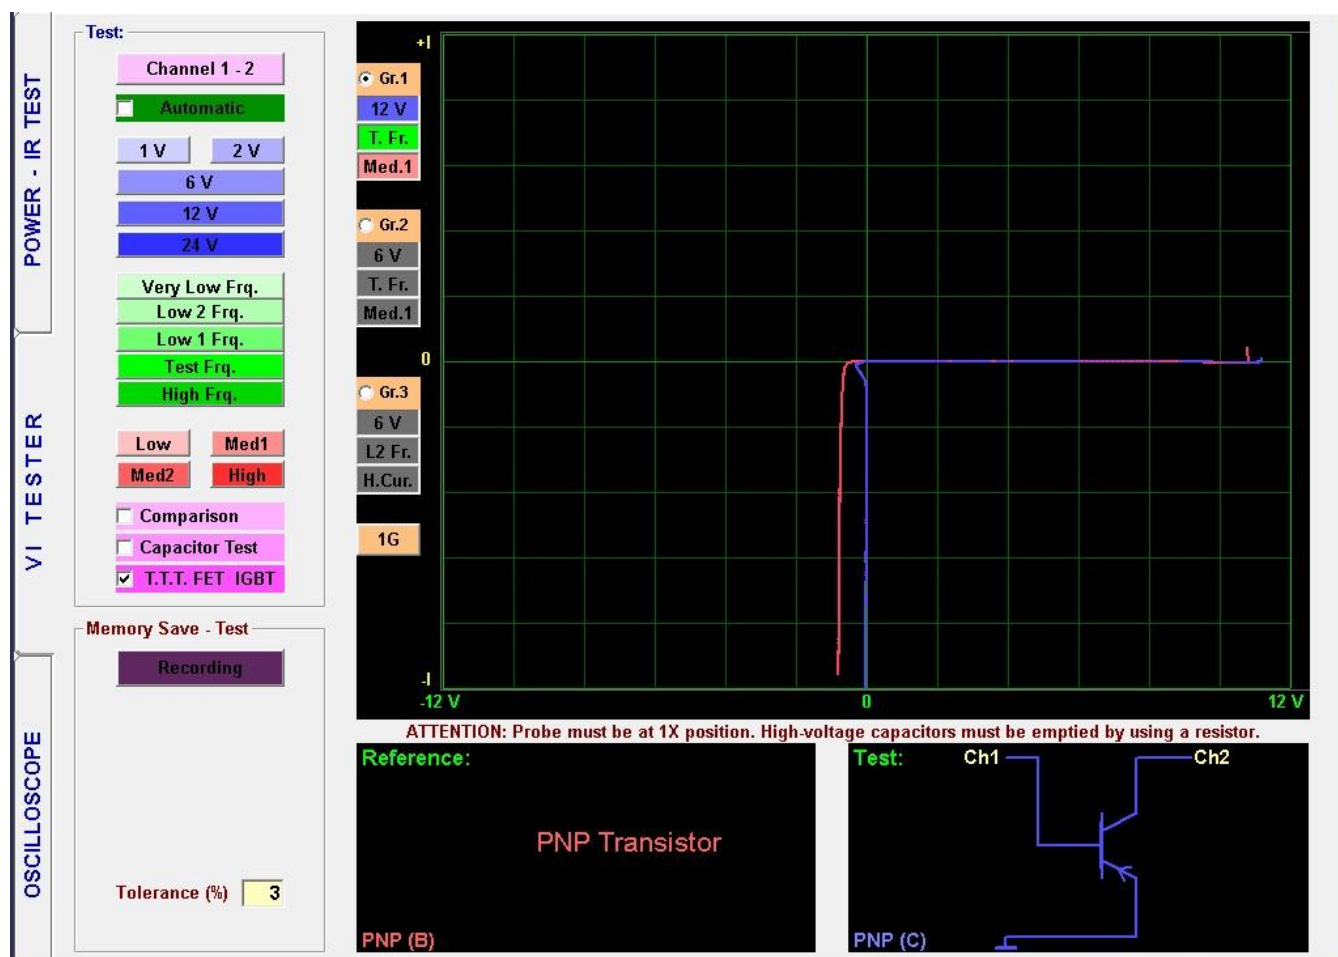 POWER - IR TEST
VI TESTER
OSCILLOSCOPE
Test:
Channel 1 - 2
Automatic
1 V
2 V
6 V
12 V
24 V
Very Low Frq.
Low 2 Frq.
Low 1 Frq.
Test Frq.
High Frq.
Low
Med1
Med2
High
Comparison
Capacitor Test
T.T.T. FET IGBT
Memory Save - Test
Recording
Tolerance (%)
3
Gr.1
12 V
T. Fr.
Med.1
Gr.2
6 V
T. Fr.
Med.1
Gr.3
6 V
L2 Fr.
H.Cur.
1G
+I
0
-I
-12 V
0
12 V
ATTENTION: Probe must be at 1X position. High-voltage capacitors must be emptied by using a resistor.
Reference:
PNP Transistor
PNP (B)
Test:
Ch1
Ch2
PNP (C)